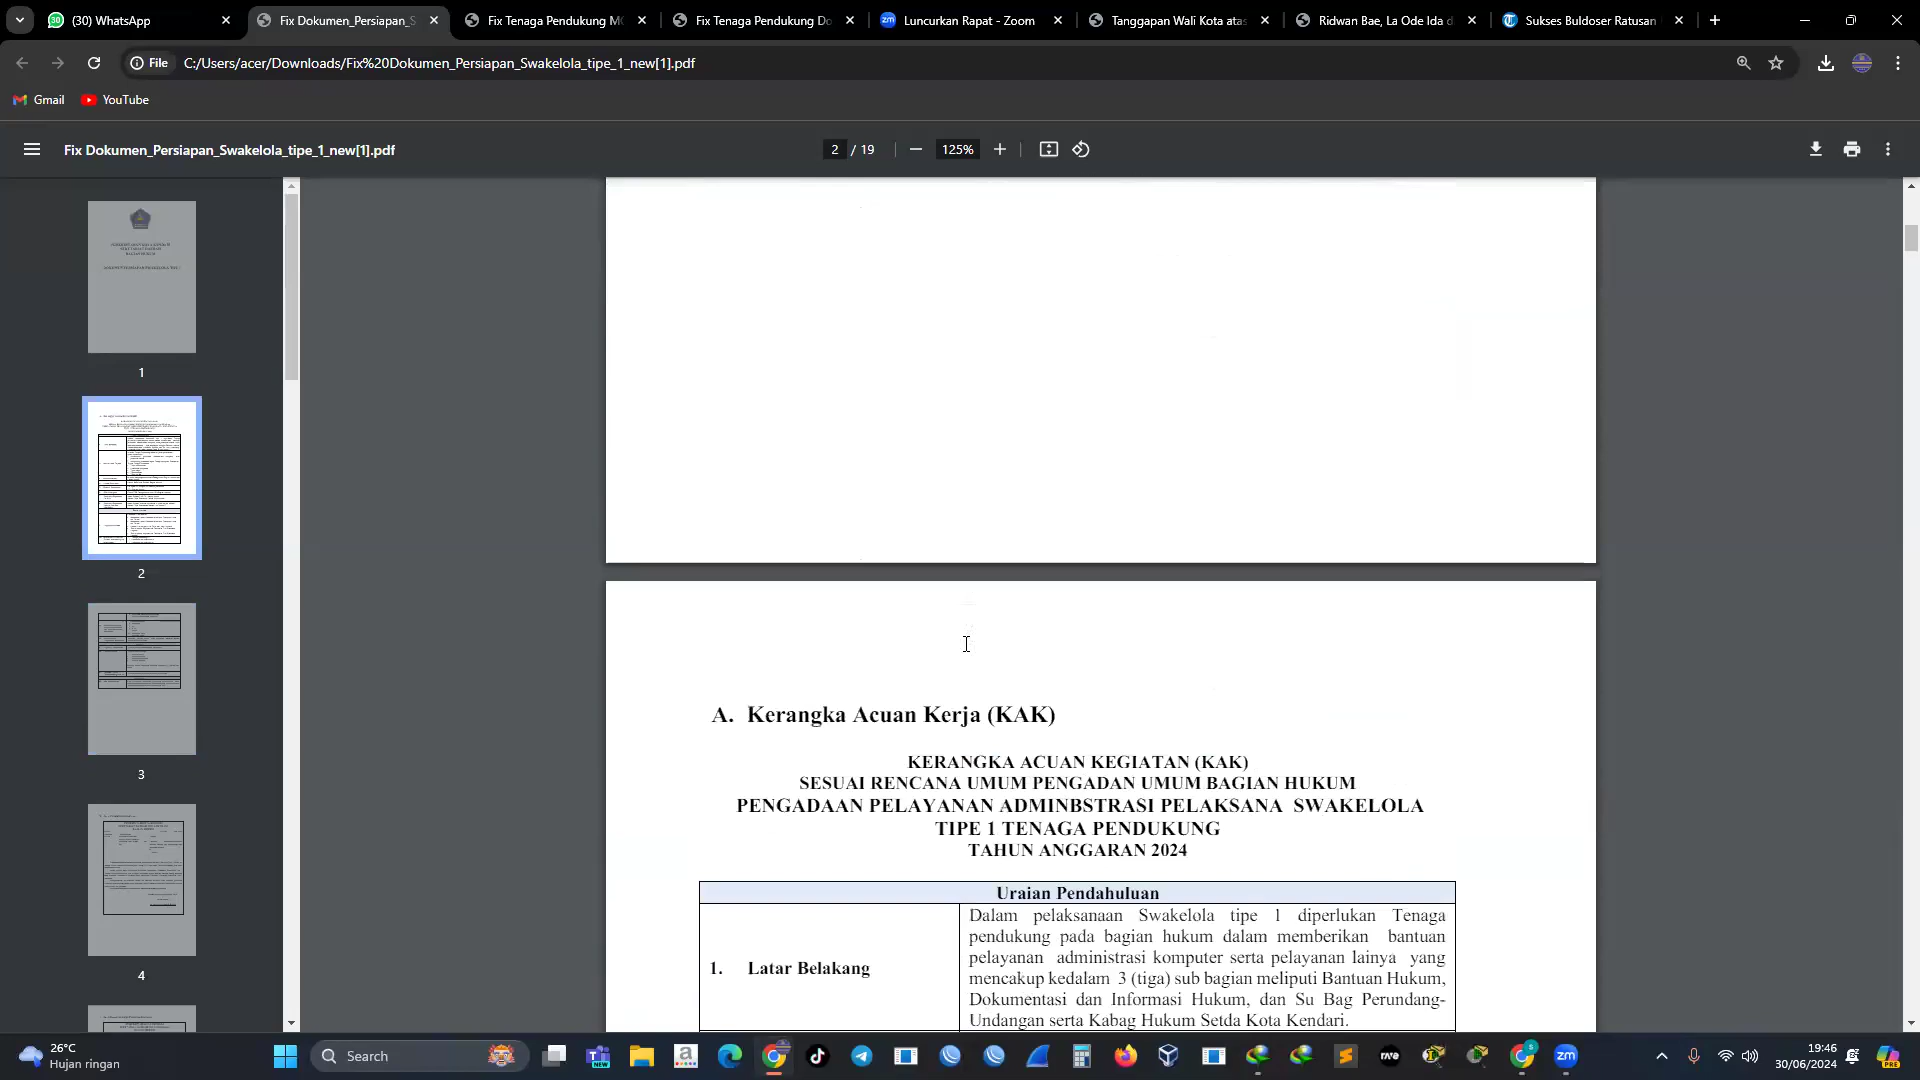 (30) WhatsApp
Fix Dokumen_Persiapan_S
Fix Tenaga Pendukung M
Fix Tenaga Pendukung Do
Luncurkan Rapat - Zoom
Tanggapan Wali Kota atas
Ridwan Bae, La Ode Ida d
Sukses Buldoser Ratusan
File
C:/Users/acer/Downloads/Fix%20Dokumen_Persiapan_Swakelola_tipe_1_new[1].pdf
Gmail
YouTube
Fix Dokumen_Persiapan_Swakelola_tipe_1_new[1].pdf
2 / 19
125%
1
2
3
4
A. Kerangka Acuan Kerja (KAK)
KERANGKA ACUAN KEGIATAN (KAK)
SESUAI RENCANA UMUM PENGADAN UMUM BAGIAN HUKUM
PENGADAAN PELAYANAN ADMINBSTRASI PELAKSANA SWAKELOLA
TIPE 1 TENAGA PENDUKUNG
TAHUN ANGGARAN 2024
Uraian Pendahuluan
1. Latar Belakang
Dalam pelaksanaan Swakelola tipe 1 diperlukan Tenaga
pendukung pada bagian hukum dalam memberikan bantuan
pelayanan administrasi komputer serta pelayanan lainya yang
mencakup kedalam 3 (tiga) sub bagian meliputi Bantuan Hukum,
Dokumentasi dan Informasi Hukum, dan Su Bag Perundang-
Undangan serta Kabag Hukum Setda Kota Kendari.
26°C
Hujan ringan
Search
19:46
30/06/2024